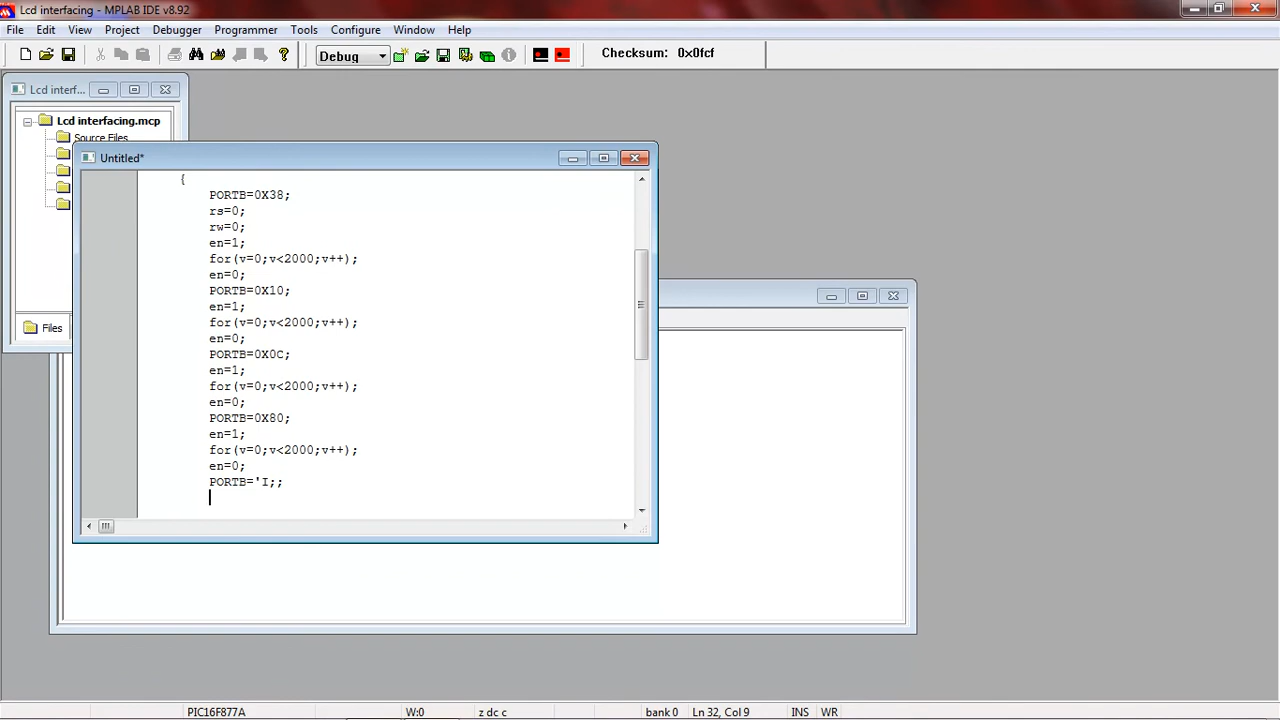 Lcd interfacing - MPLAB IDE v8.92
File Edit View Project Debugger Programmer Tools Configure Window Help
Debug Checksum: 0x0fcf
Lcd interf...
Lcd interfacing.mcp
Source Files
Files
Untitled*
{
PORTB=0X38;
rs=0;
rw=0;
en=1;
for(v=0;v<2000;v++);
en=0;
PORTB=0X10;
en=1;
for(v=0;v<2000;v++);
en=0;
PORTB=0X0C;
en=1;
for(v=0;v<2000;v++);
en=0;
PORTB=0X80;
en=1;
for(v=0;v<2000;v++);
en=0;
PORTB='I;;
PIC16F877A W:0 z dc c bank 0 Ln 32, Col 9 INS WR